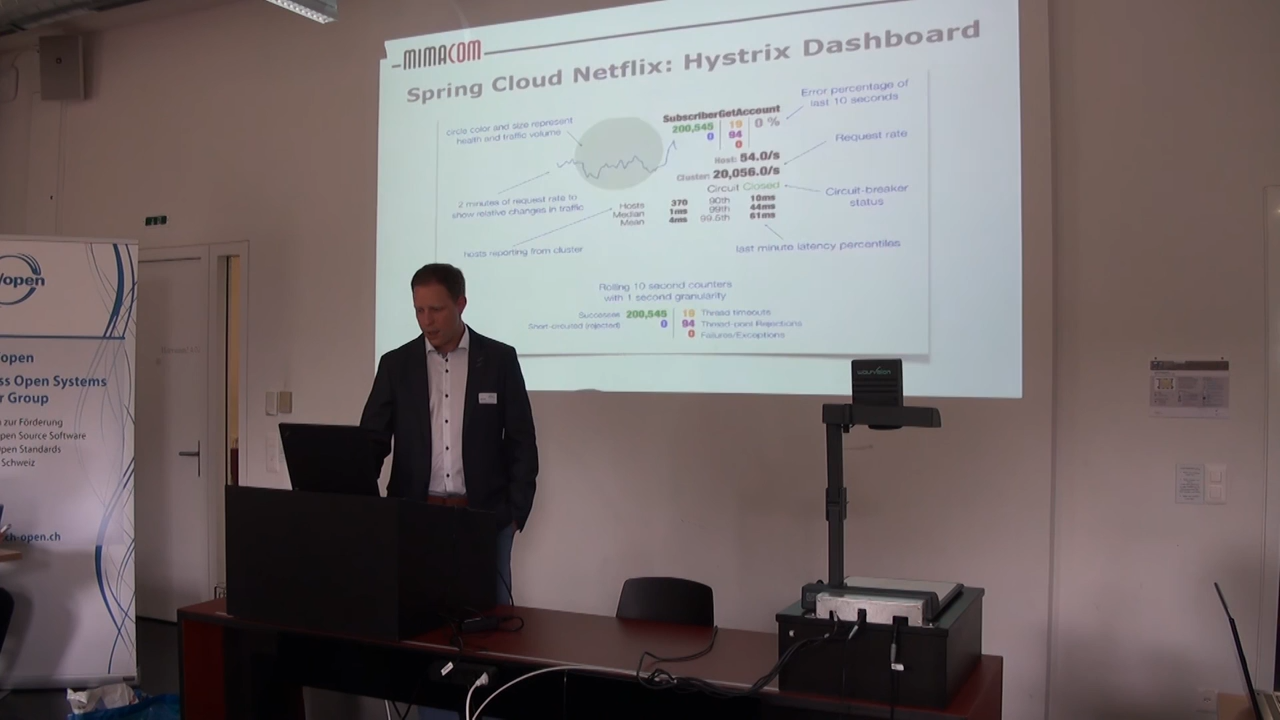 MIMACOM
Spring Cloud Netflix: Hystrix Dashboard
circle color and size represent
health and traffic volume
2 minutes of request rate to
show relative changes in traffic
hosts reporting from cluster
SubscriberGetAccount
200,545 19 0 %
0 94
0
Host: 54.0/s
Cluster: 20,056.0/s
Circuit Closed
Hosts 370 90th 10ms
Median 1ms 99th 44ms
Mean 4ms 99.5th 61ms
Error percentage of
last 10 seconds
Request rate
Circuit-breaker
status
last minute latency percentiles
Rolling 10 second counters
with 1 second granularity
Successes 200,545 19 Thread timeouts
Short-circuited (rejected) 0 94 Thread-pool Rejections
0 Failures/Exceptions
/open
open
ss Open Systems
r Group
zur Förderung
pen Source Software
pen Standards
Schweiz
ch-open.ch
WOLFVISION